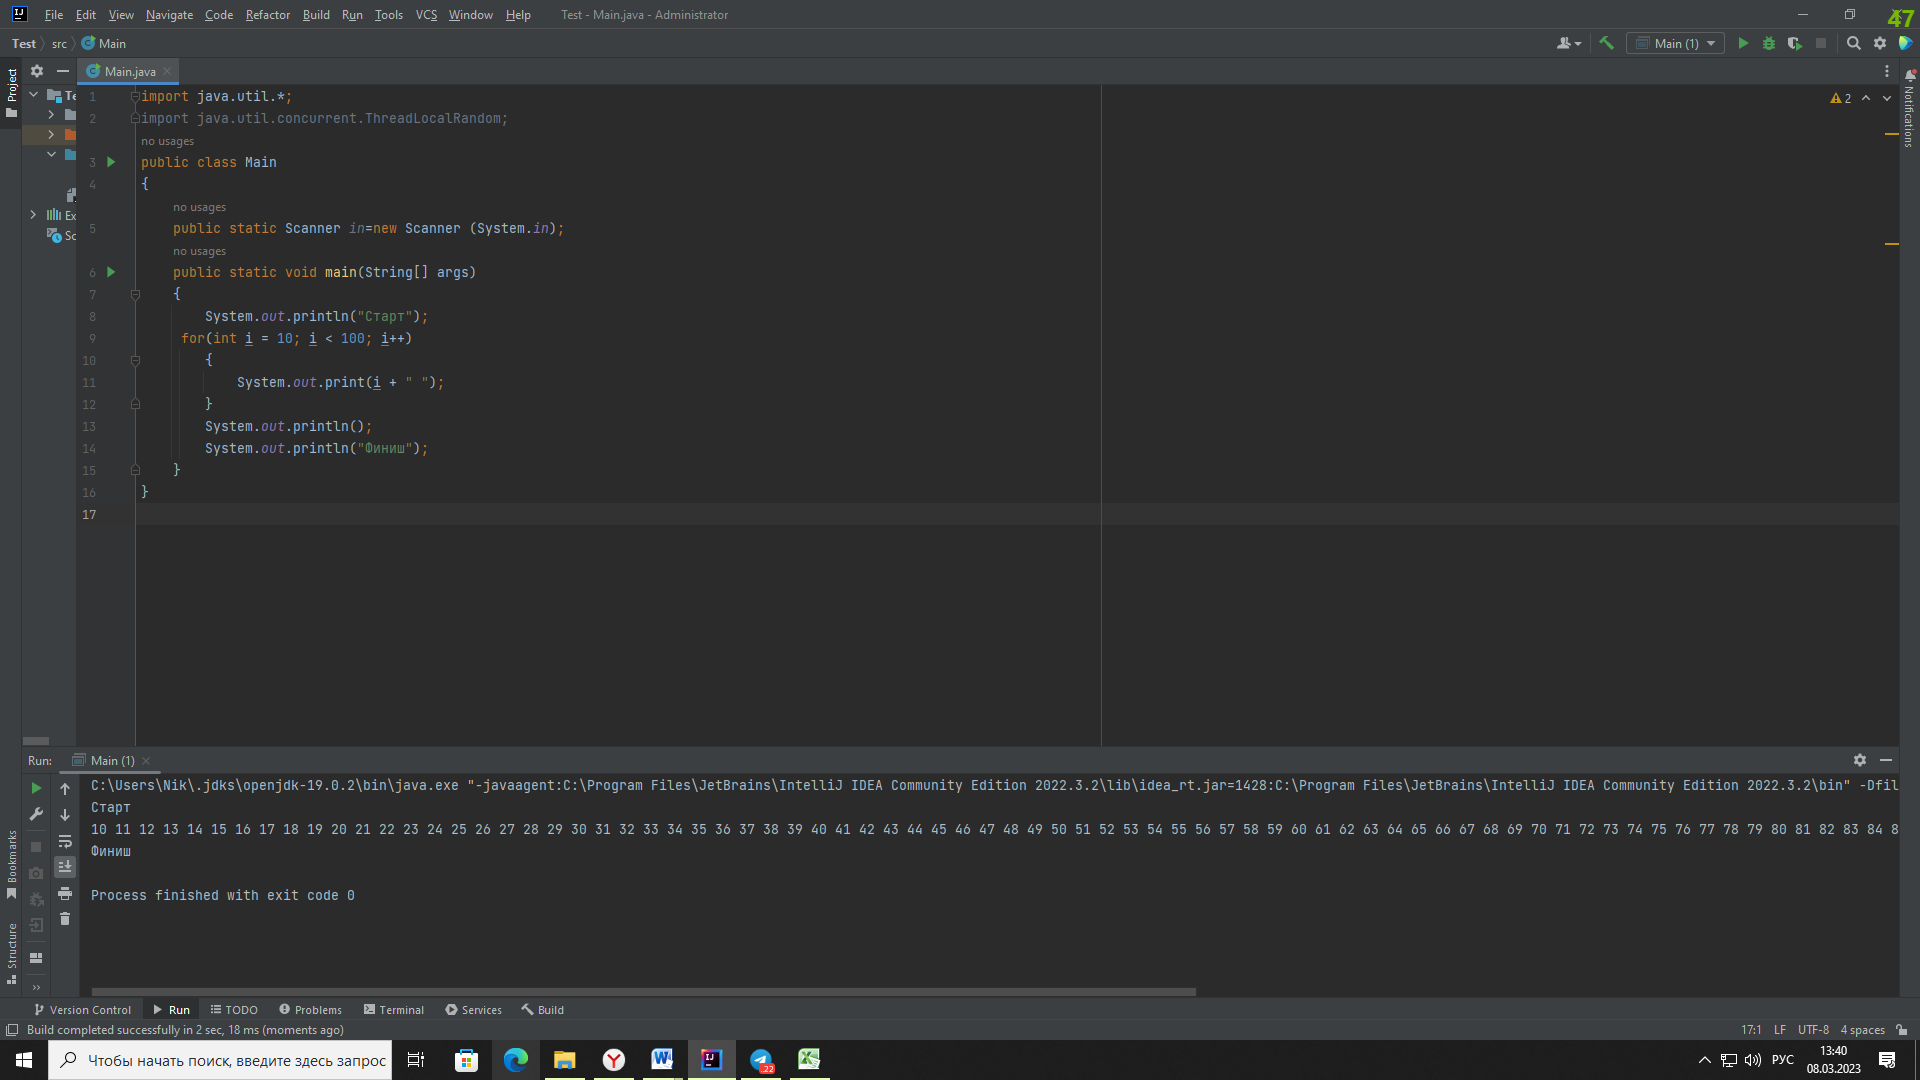 File Edit View Navigate Code Refactor Build Run Tools VCS Window Help Test - Main.java - Administrator
47
Test src Main
Main (1)
Project
Main.java
Te
Ex
Sc
2
Notifications
1 import java.util.*;
2 import java.util.concurrent.ThreadLocalRandom;
no usages
3 public class Main
4 {
no usages
5 public static Scanner in=new Scanner (System.in);
no usages
6 public static void main(String[] args)
7 {
8 System.out.println("Старт");
9 for(int i = 10; i < 100; i++)
10 {
11 System.out.print(i + " ");
12 }
13 System.out.println();
14 System.out.println("Финиш");
15 }
16 }
17
Run: Main (1)
C:\Users\Nik\.jdks\openjdk-19.0.2\bin\java.exe "-javaagent:C:\Program Files\JetBrains\IntelliJ IDEA Community Edition 2022.3.2\lib\idea_rt.jar=1428:C:\Program Files\JetBrains\IntelliJ IDEA Community Edition 2022.3.2\bin" -Dfil
Старт
10 11 12 13 14 15 16 17 18 19 20 21 22 23 24 25 26 27 28 29 30 31 32 33 34 35 36 37 38 39 40 41 42 43 44 45 46 47 48 49 50 51 52 53 54 55 56 57 58 59 60 61 62 63 64 65 66 67 68 69 70 71 72 73 74 75 76 77 78 79 80 81 82 83 84 8
Финиш
Process finished with exit code 0
Bookmarks
Structure
Version Control Run TODO Problems Terminal Services Build
Build completed successfully in 2 sec, 18 ms (moments ago)
17:1 LF UTF-8 4 spaces
Чтобы начать поиск, введите здесь запрос
22
РУС
13:40
08.03.2023